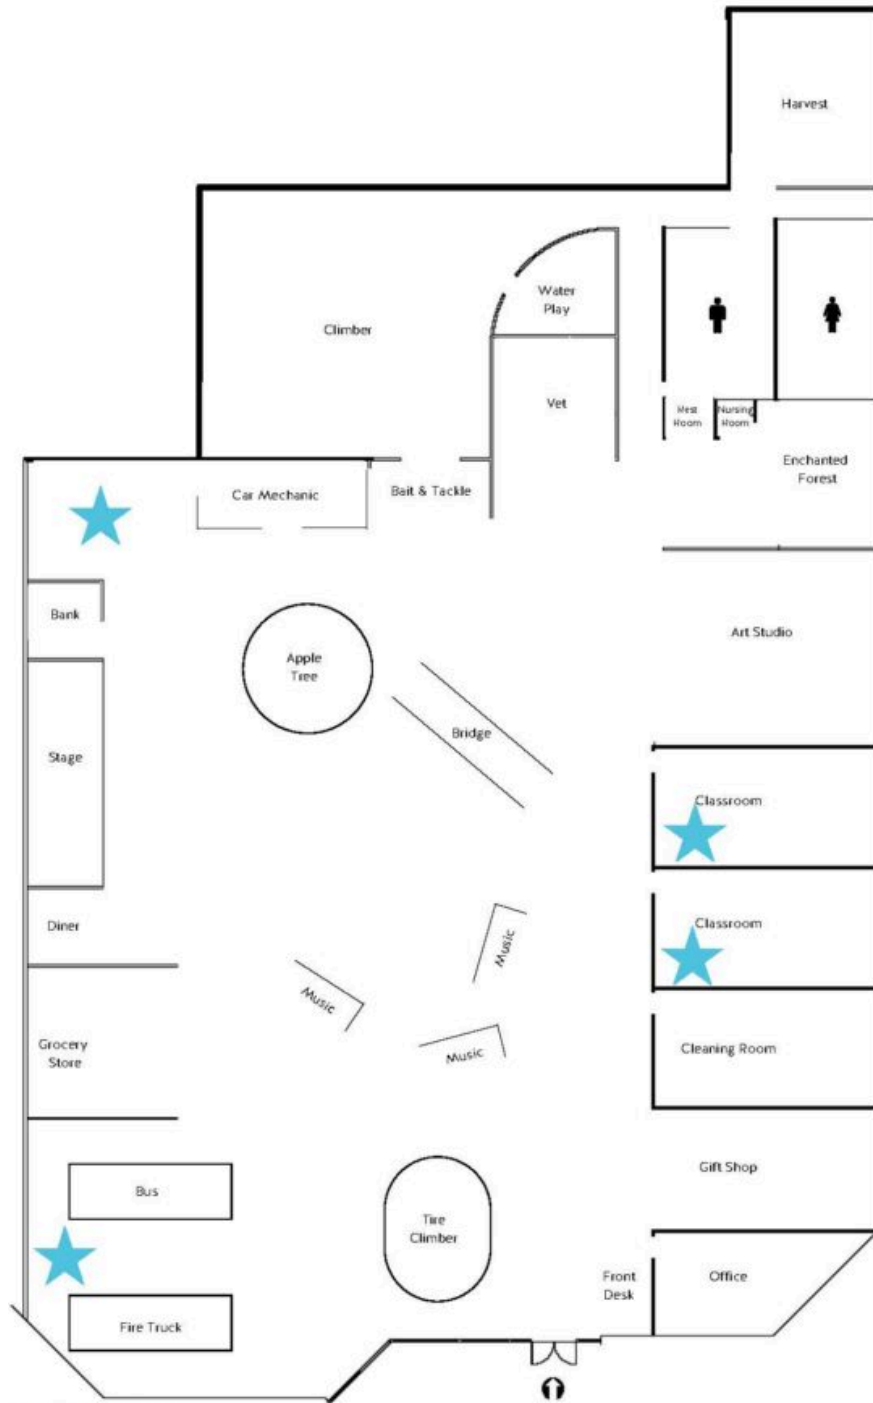 Harvest
Water
Play
Climber
Vet
Rest
Room
Nursing
Room
Enchanted
Forest
Car Mechanic
Bait & Tackle
Bank
Art Studio
Apple
Tree
Bridge
Stage
Classroom
Classroom
Diner
Music
Music
Music
Grocery
Store
Cleaning Room
Gift Shop
Bus
Tire
Climber
Front
Desk
Office
Fire Truck